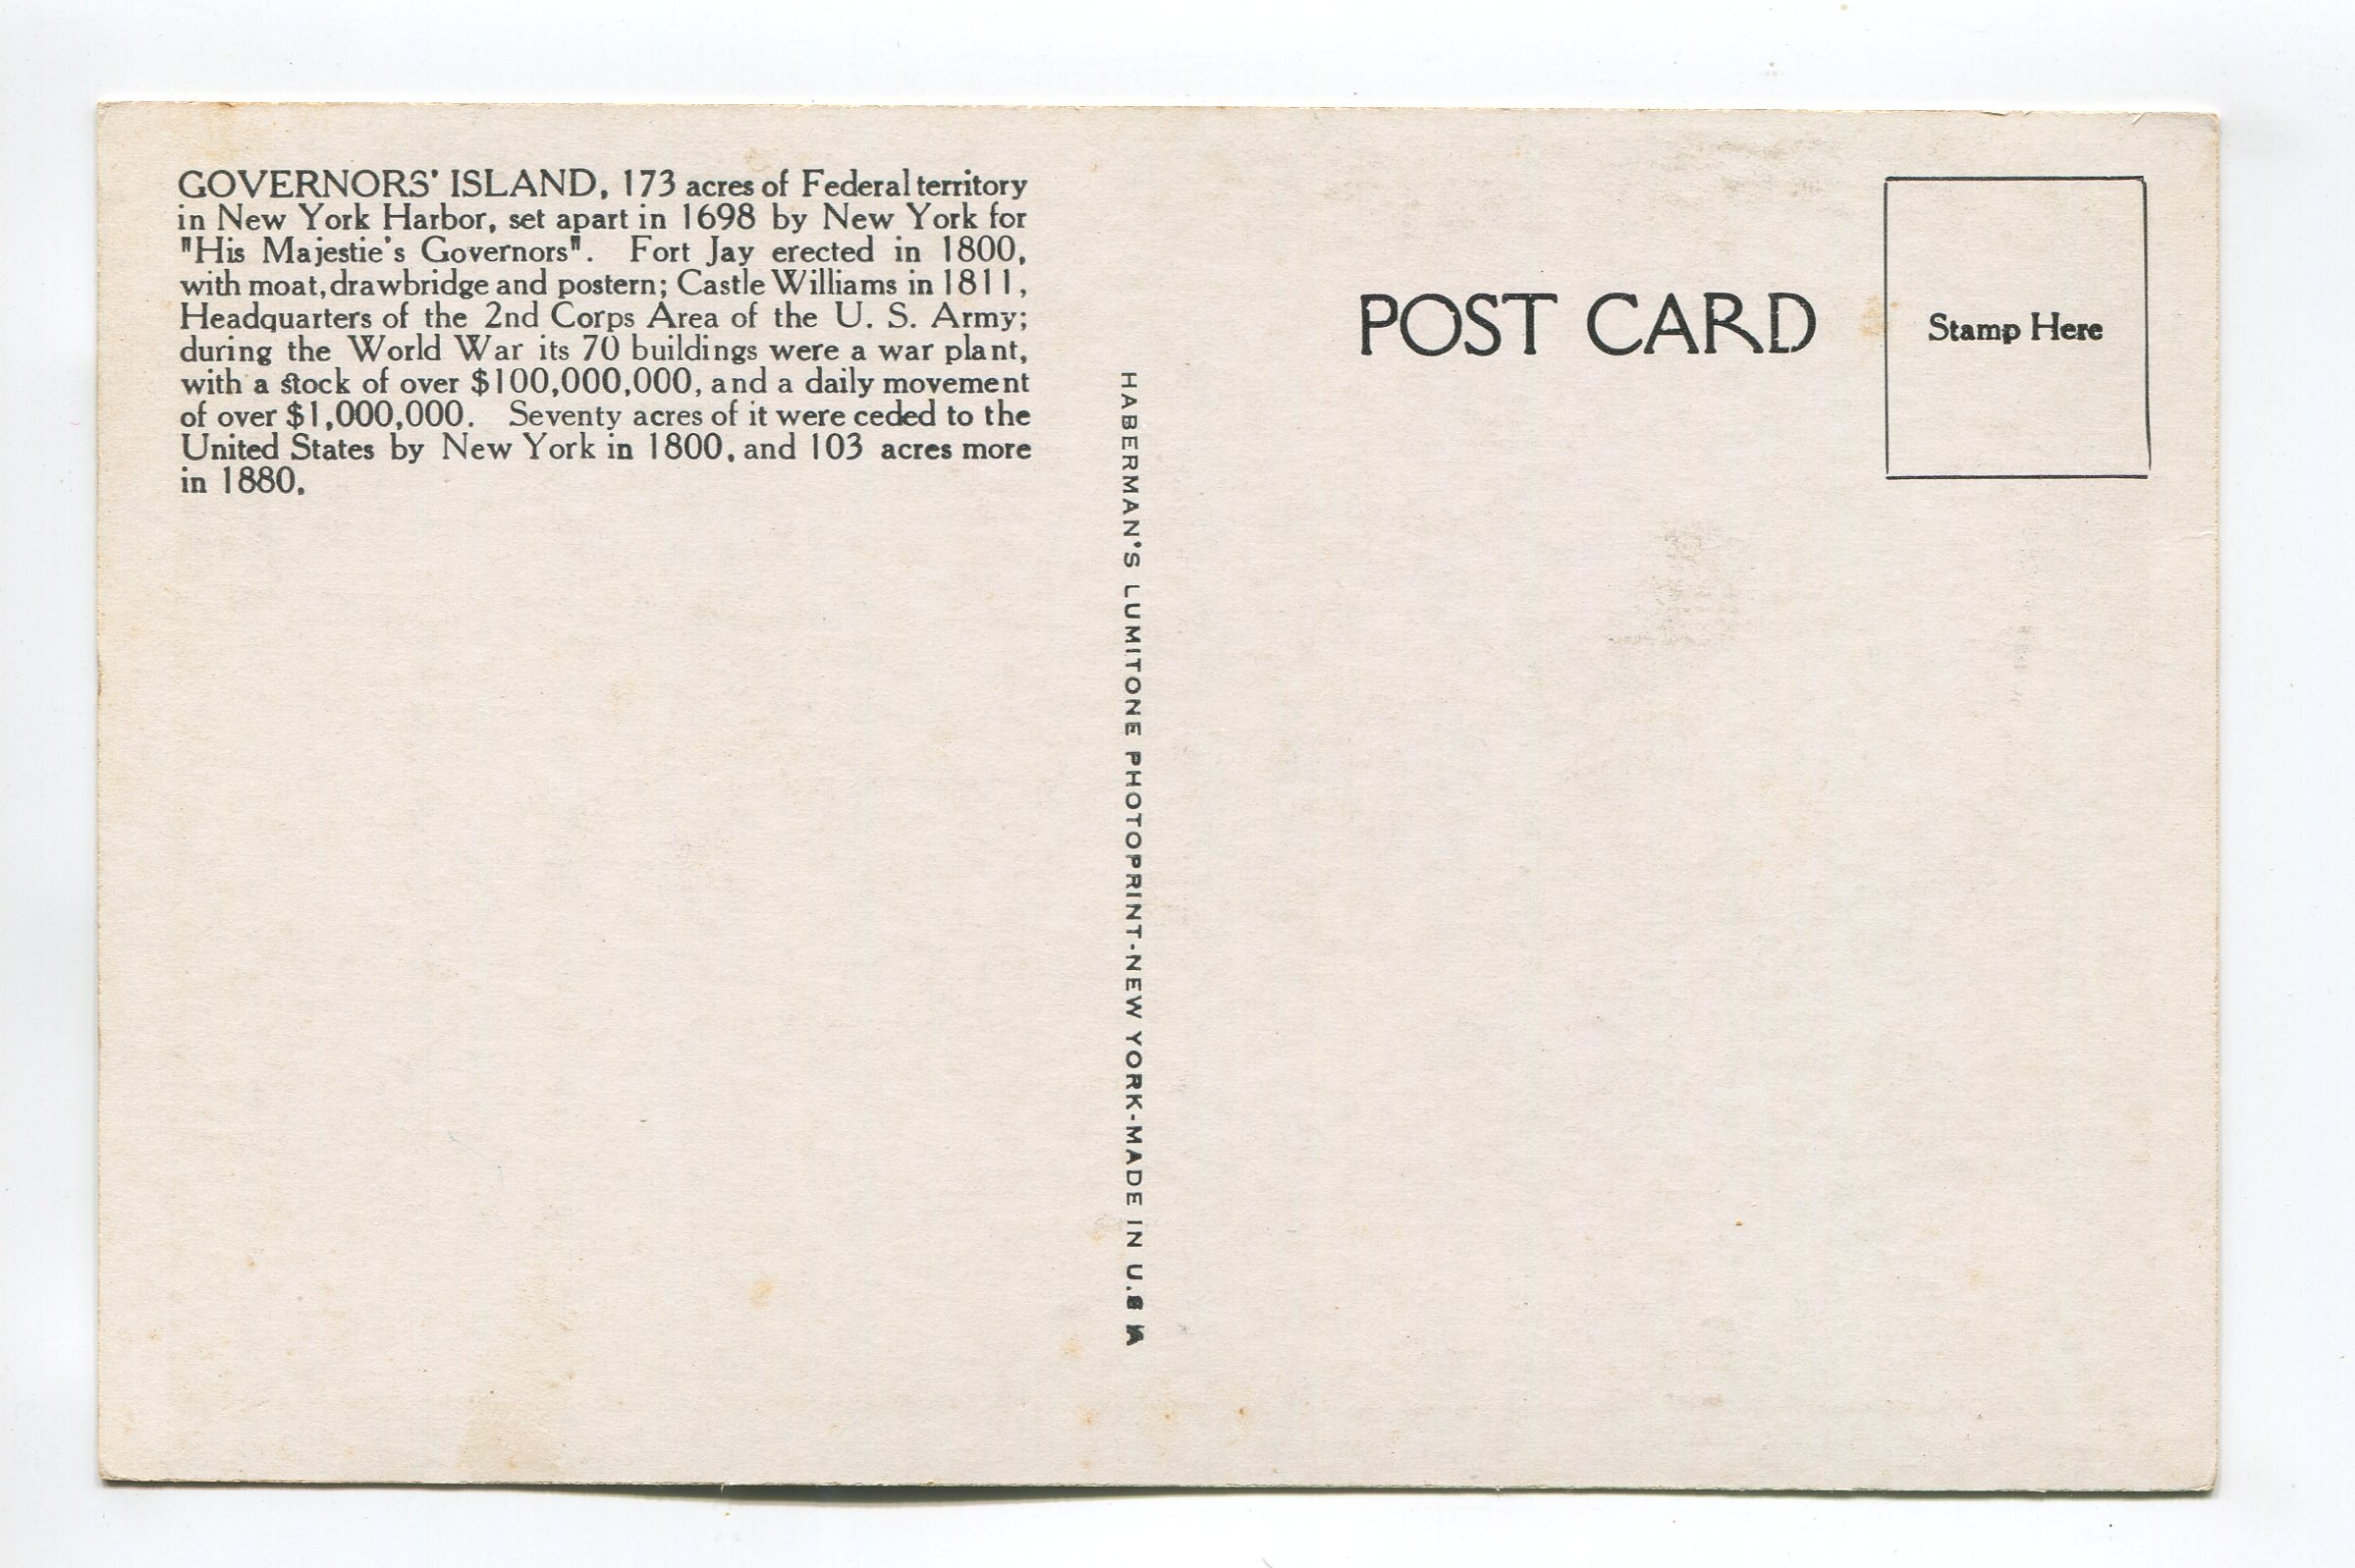 GOVERNORS' ISLAND, 173 acres of Federal territory
in New York Harbor, set apart in 1698 by New York for
"His Majestie's Governors". Fort Jay erected in 1800,
with moat, drawbridge and postern; Castle Williams in 1811,
Headquarters of the 2nd Corps Area of the U. S. Army;
during the World War its 70 buildings were a war plant,
with a stock of over $100,000,000, and a daily movement
of over $1,000,000. Seventy acres of it were ceded to the
United States by New York in 1800, and 103 acres more
in 1880.
HABERMAN'S LUMITONE PHOTOPRINT-NEW YORK-MADE IN U.S A
POST CARD
Stamp Here